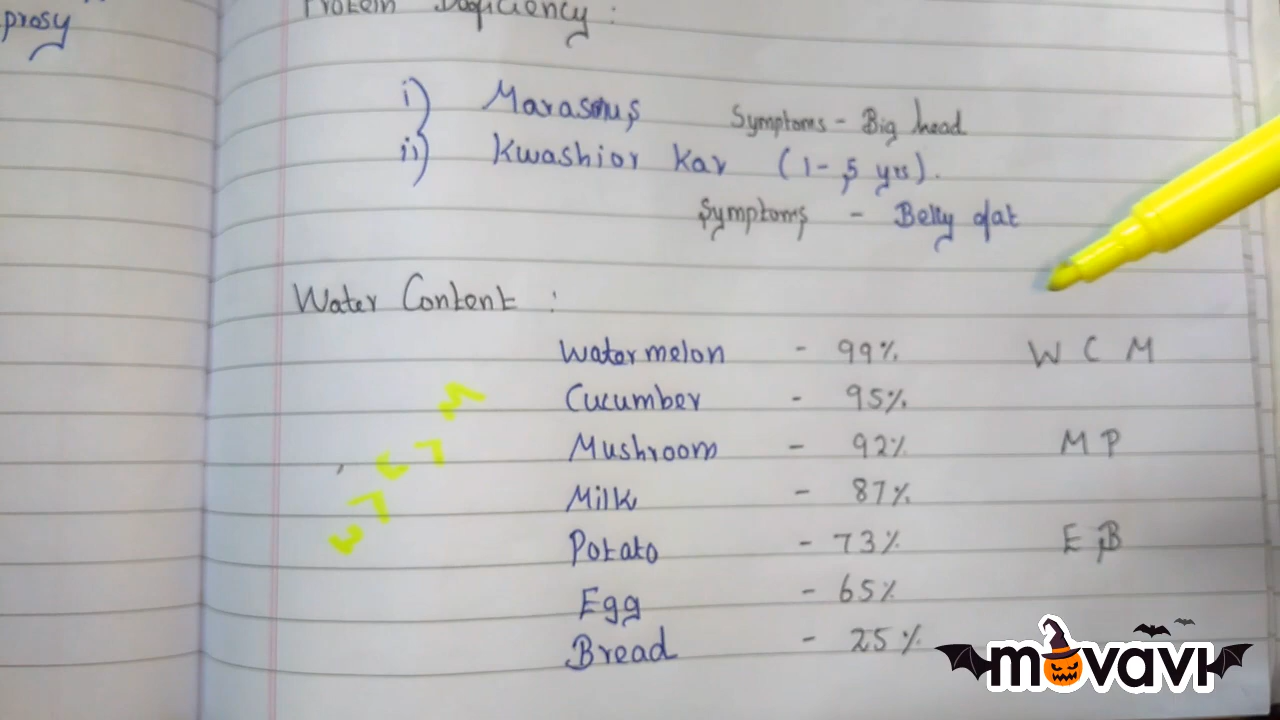 prosy
Protein Deficiency :
i) Marasmus Symptoms - Big head
ii) Kwashior Kar (1-5 yrs).
Symptoms - Belly fat
Water Content :
Watermelon - 99% W C M
Cucumber - 95%
Mushroom - 92% M P
Milk - 87%
Potato - 73% E B
Egg - 65%
Bread - 25%
W > C > M
movavi